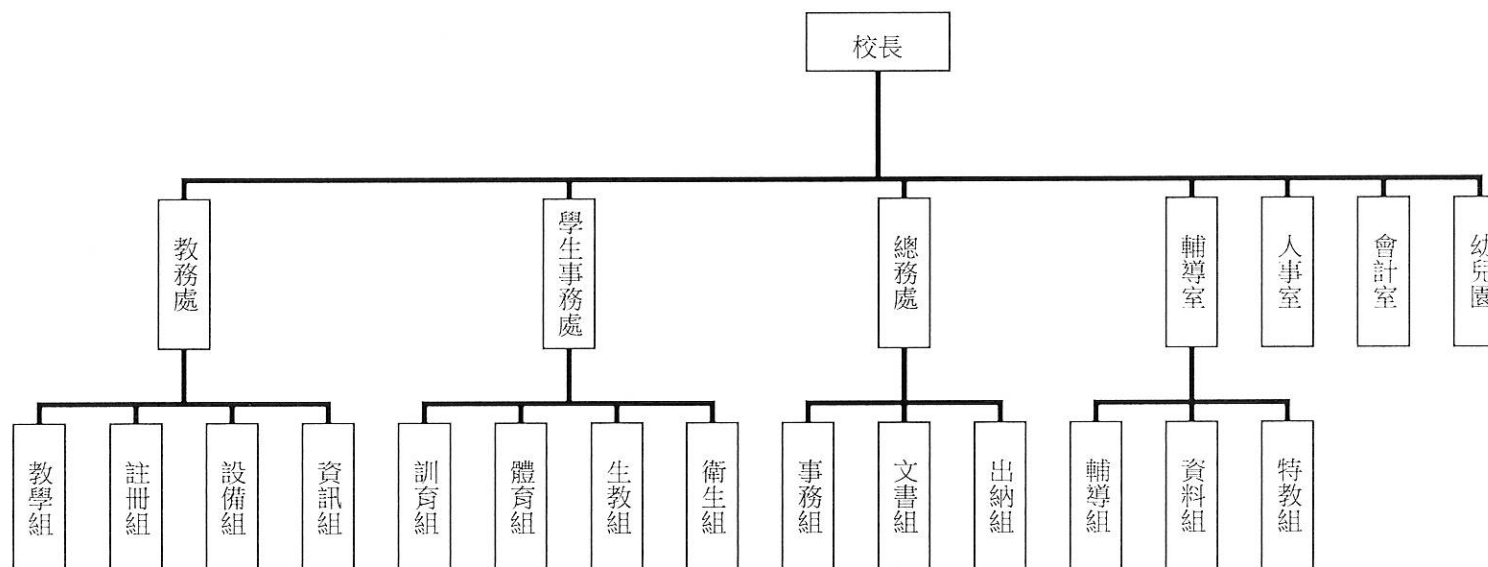 校長
教務處
學生事務處
總務處
輔導室
人事室
會計室
幼兒園
教學組
註冊組
設備組
資訊組
訓育組
體育組
生教組
衛生組
事務組
文書組
出納組
輔導組
資料組
特教組